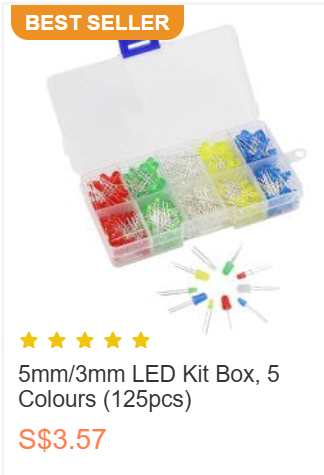 BEST SELLER
5mm/3mm LED Kit Box, 5
Colours (125pcs)
S$3.57